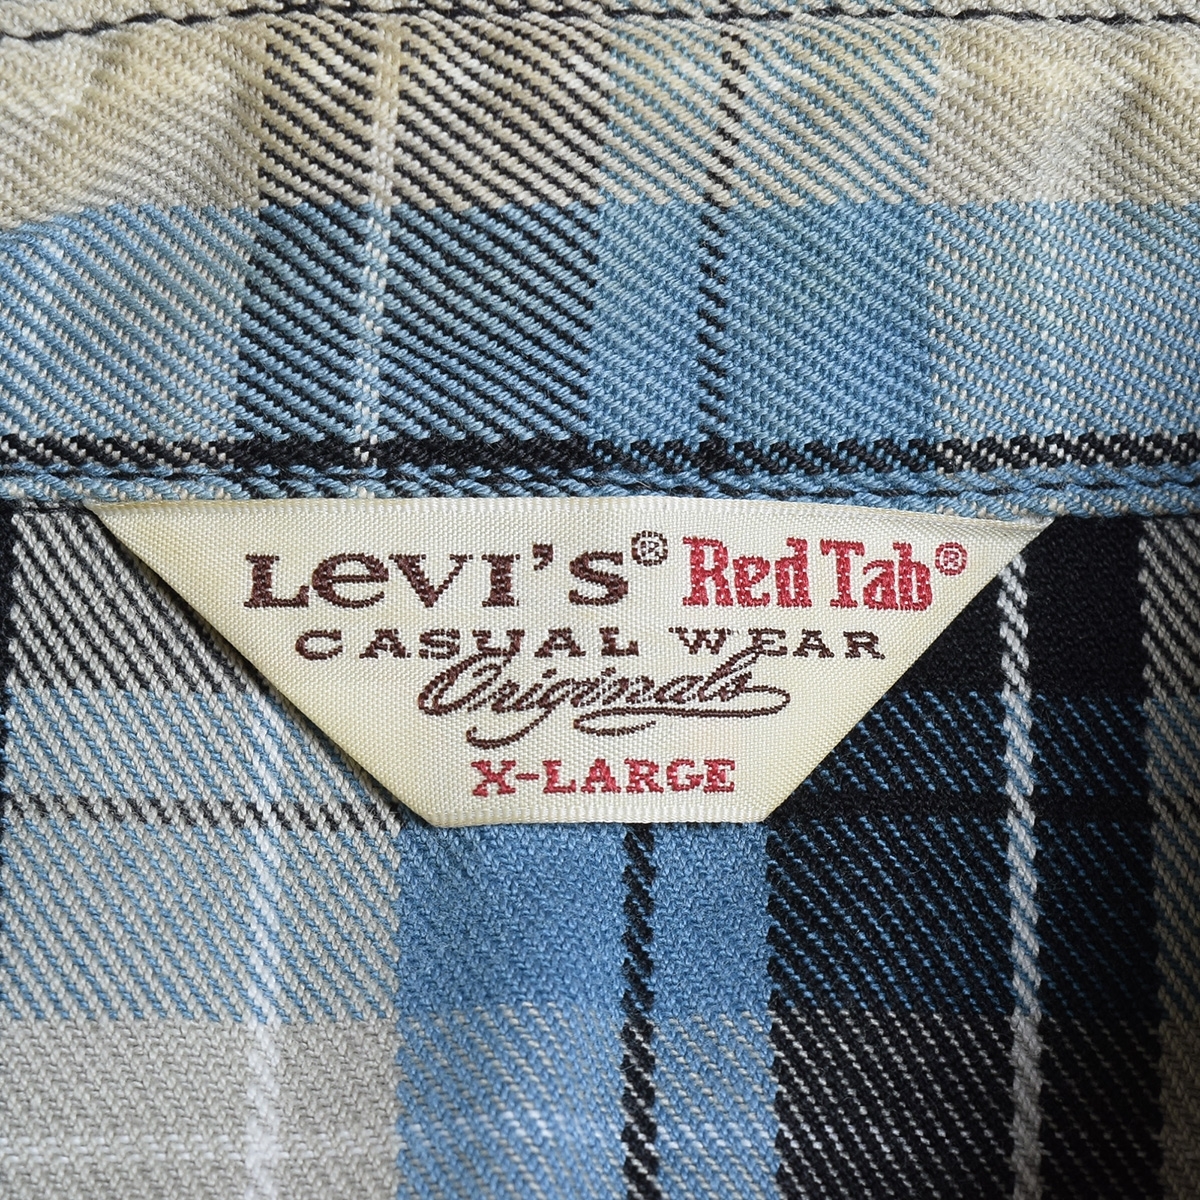 LeVI'S® Red Tab®
CASUAL WEAR
Originals
X-LARGE